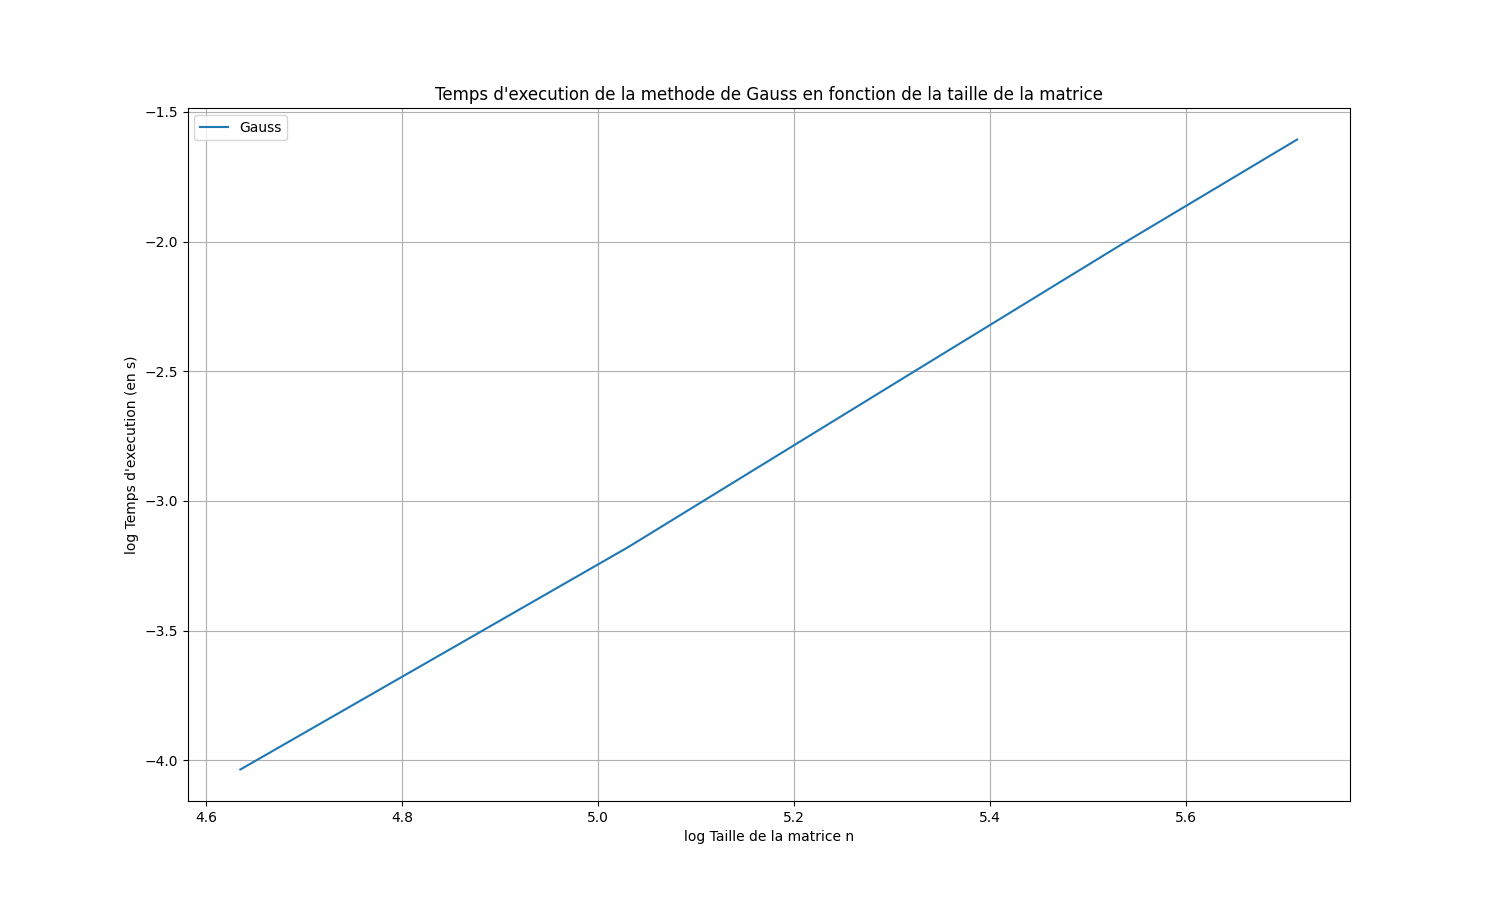 Temps d'execution de la methode de Gauss en fonction de la taille de la matrice
Gauss
log Temps d'execution (en s)
−1.5
−2.0
−2.5
−3.0
−3.5
−4.0
4.6 4.8 5.0 5.2 5.4 5.6
log Taille de la matrice n